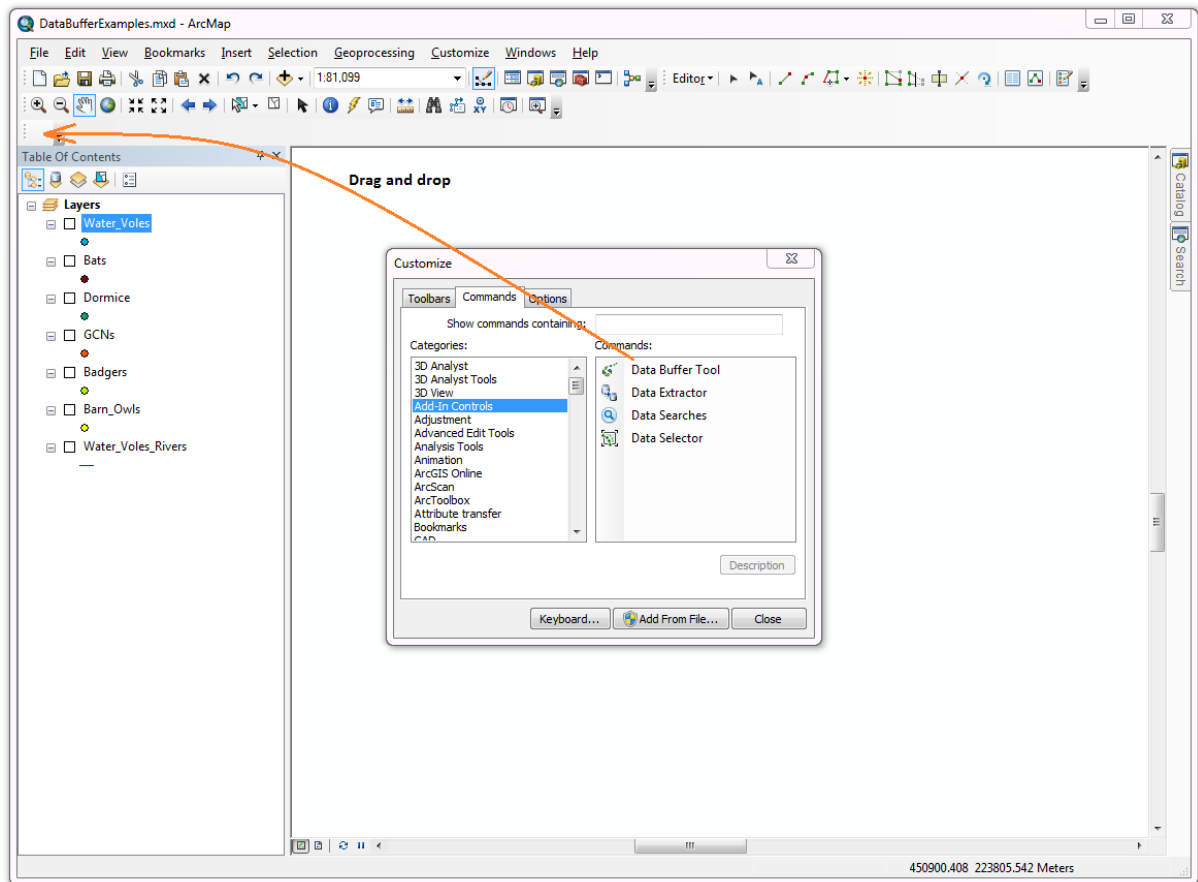 DataBufferExamples.mxd - ArcMap
File Edit View Bookmarks Insert Selection Geoprocessing Customize Windows Help
1:81,099 Editor
Table Of Contents
Drag and drop
Layers
Water_Voles
Bats
Dormice
GCNs
Badgers
Barn_Owls
Water_Voles_Rivers
Catalog
Search
Customize
Toolbars Commands Options
Show commands containing:
Categories: Commands:
3D Analyst
3D Analyst Tools
3D View
Add-In Controls
Adjustment
Advanced Edit Tools
Analysis Tools
Animation
ArcGIS Online
ArcScan
ArcToolbox
Attribute transfer
Bookmarks
CAD
Data Buffer Tool
Data Extractor
Data Searches
Data Selector
Description
Keyboard... Add From File... Close
450900.408 223805.542 Meters